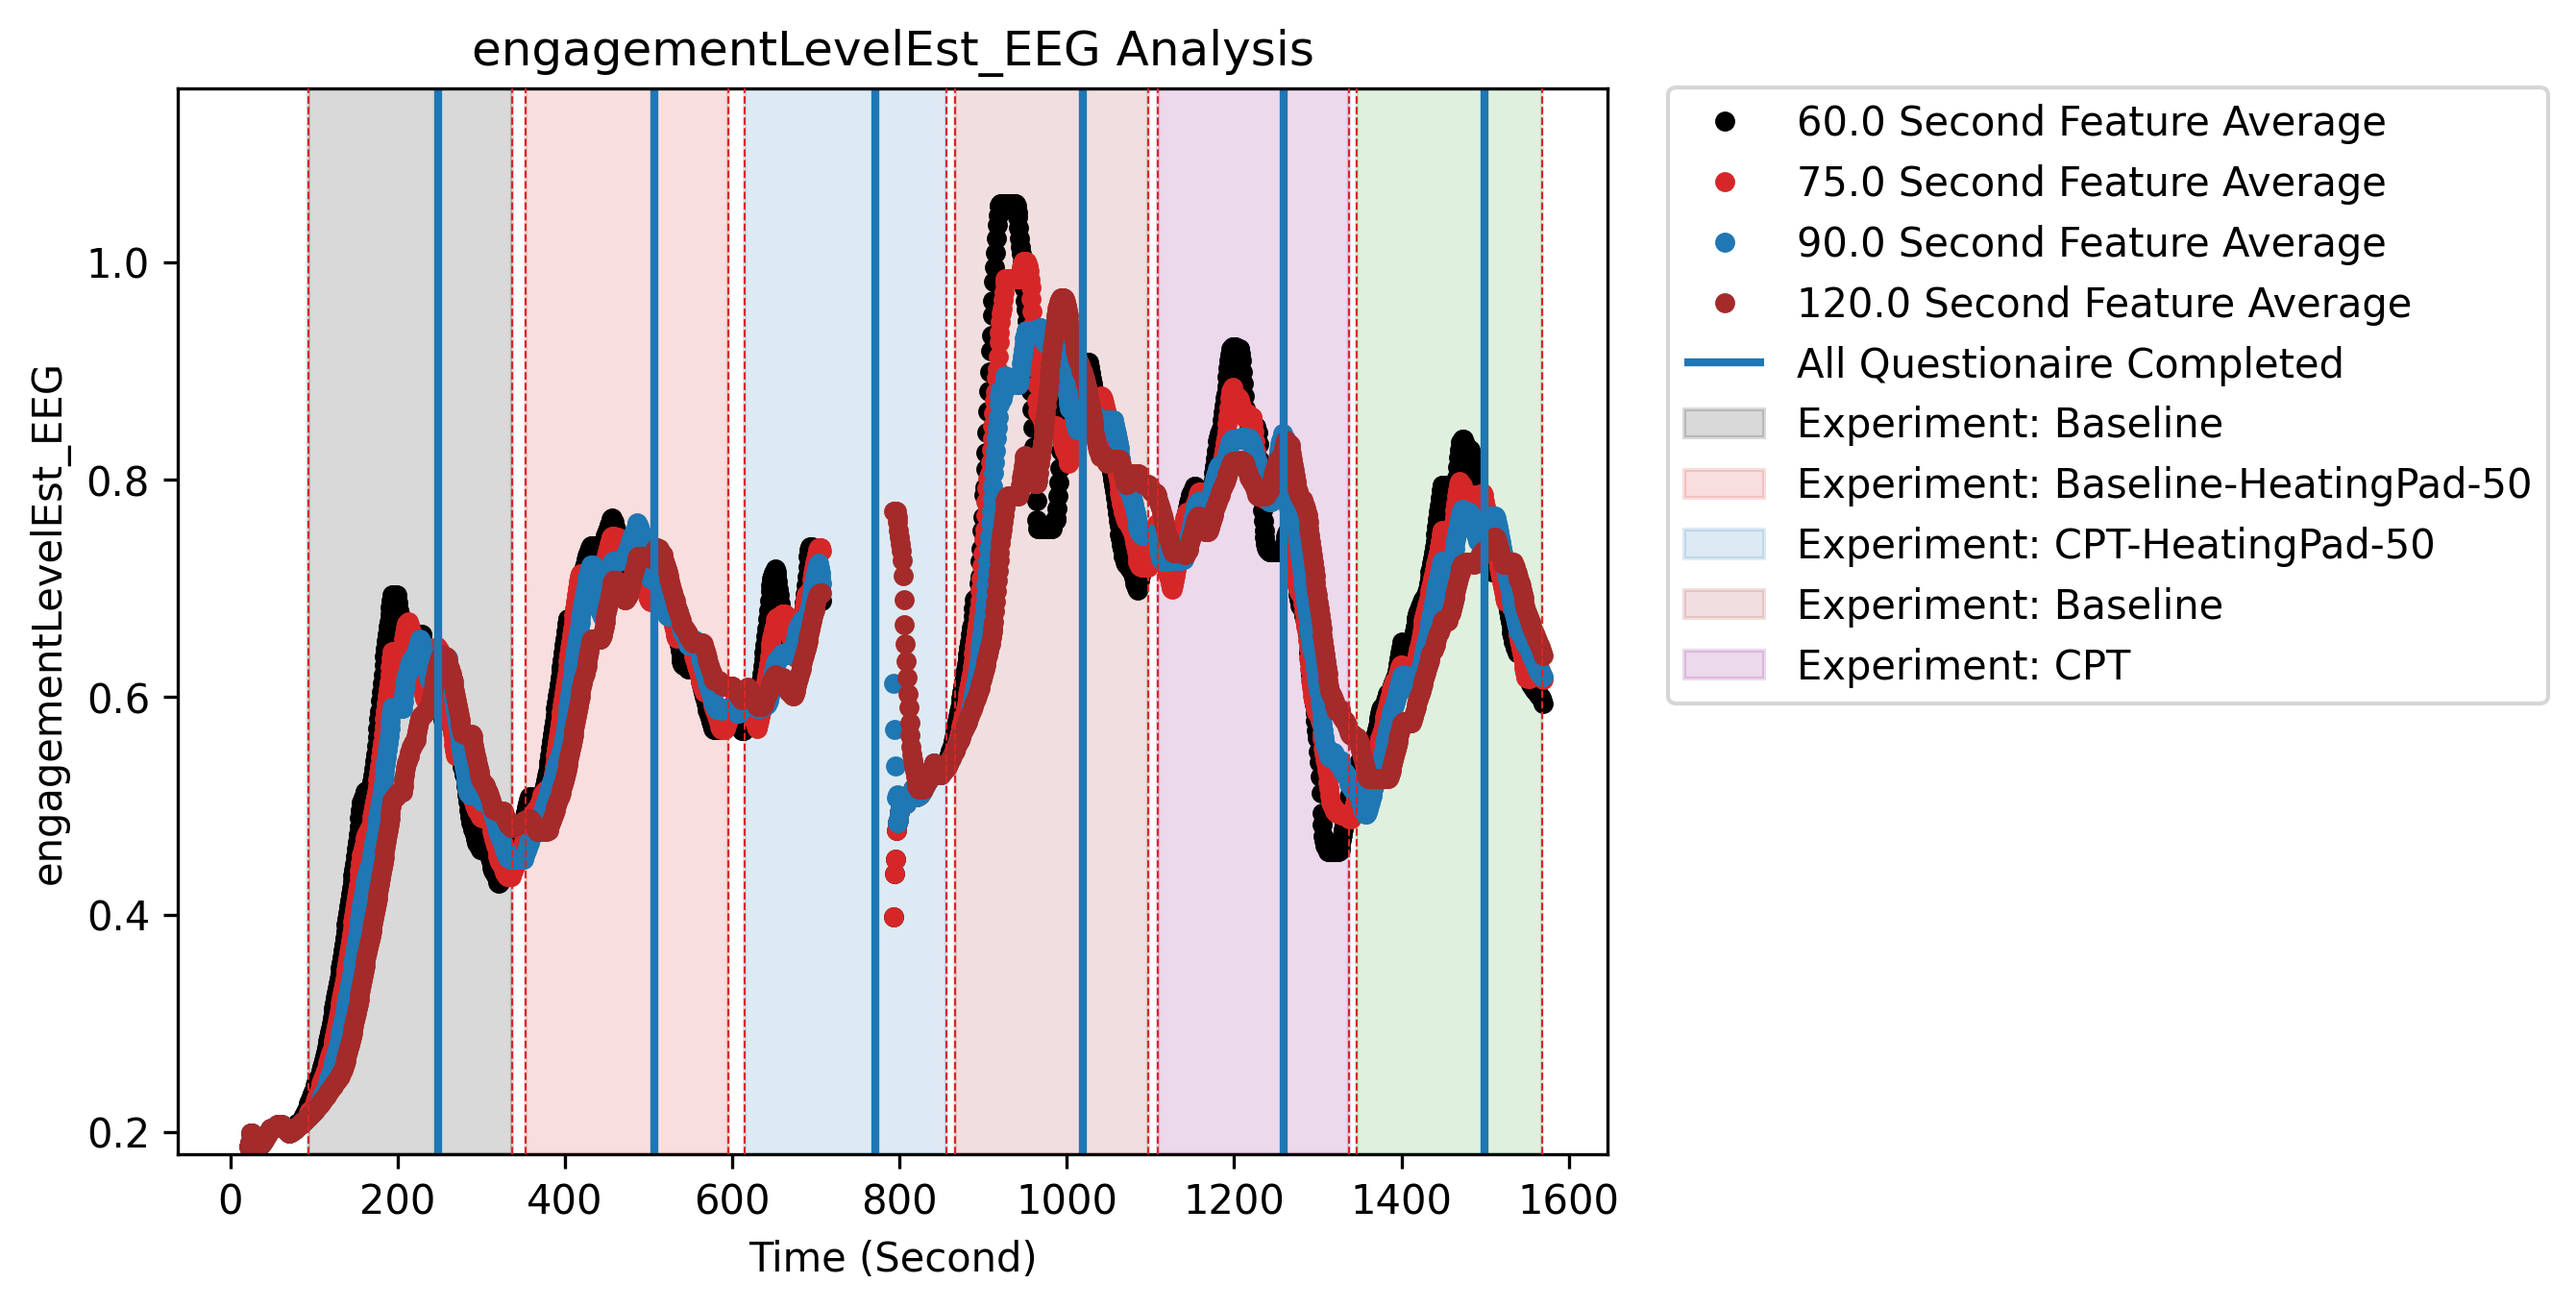 engagementLevelEst_EEG Analysis
engagementLevelEst_EEG
1.0
0.8
0.6
0.4
0.2
0 200 400 600 800 1000 1200 1400 1600
Time (Second)
60.0 Second Feature Average
75.0 Second Feature Average
90.0 Second Feature Average
120.0 Second Feature Average
All Questionaire Completed
Experiment: Baseline
Experiment: Baseline-HeatingPad-50
Experiment: CPT-HeatingPad-50
Experiment: Baseline
Experiment: CPT